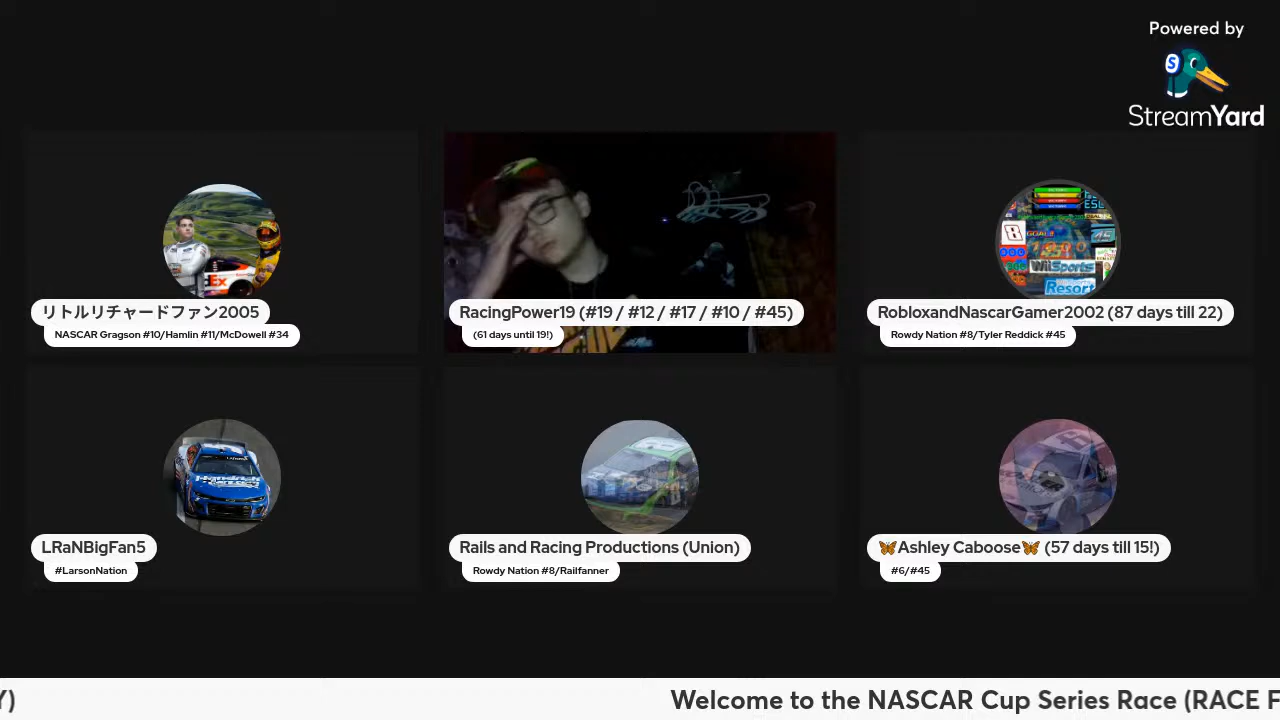 Powered by
StreamYard
リトルリチャードファン2005
NASCAR Gragson #10/Hamlin #11/McDowell #34
RacingPower19 (#19 / #12 / #17 / #10 / #45)
(61 days until 19!)
RobloxandNascarGamer2002 (87 days till 22)
Rowdy Nation #8/Tyler Reddick #45
LRaNBigFan5
#LarsonNation
Rails and Racing Productions (Union)
Rowdy Nation #8/Railfanner
🦋Ashley Caboose🦋 (57 days till 15!)
#6/#45
Y) Welcome to the NASCAR Cup Series Race (RACE F